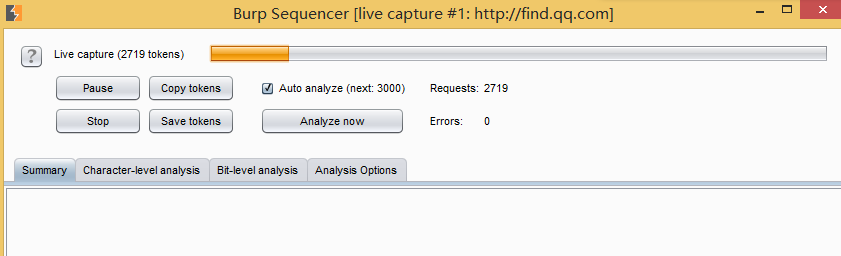 Burp Sequencer [live capture #1: http://find.qq.com]
? Live capture (2719 tokens)
Pause Copy tokens Auto analyze (next: 3000) Requests: 2719
Stop Save tokens Analyze now Errors: 0
Summary Character-level analysis Bit-level analysis Analysis Options